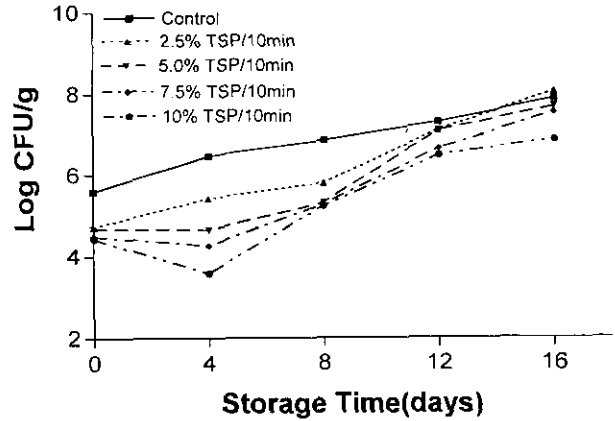 Control
2.5% TSP/10min
5.0% TSP/10min
7.5% TSP/10min
10% TSP/10min
10
8
6
4
2
Log CFU/g
0 4 8 12 16
Storage Time(days)